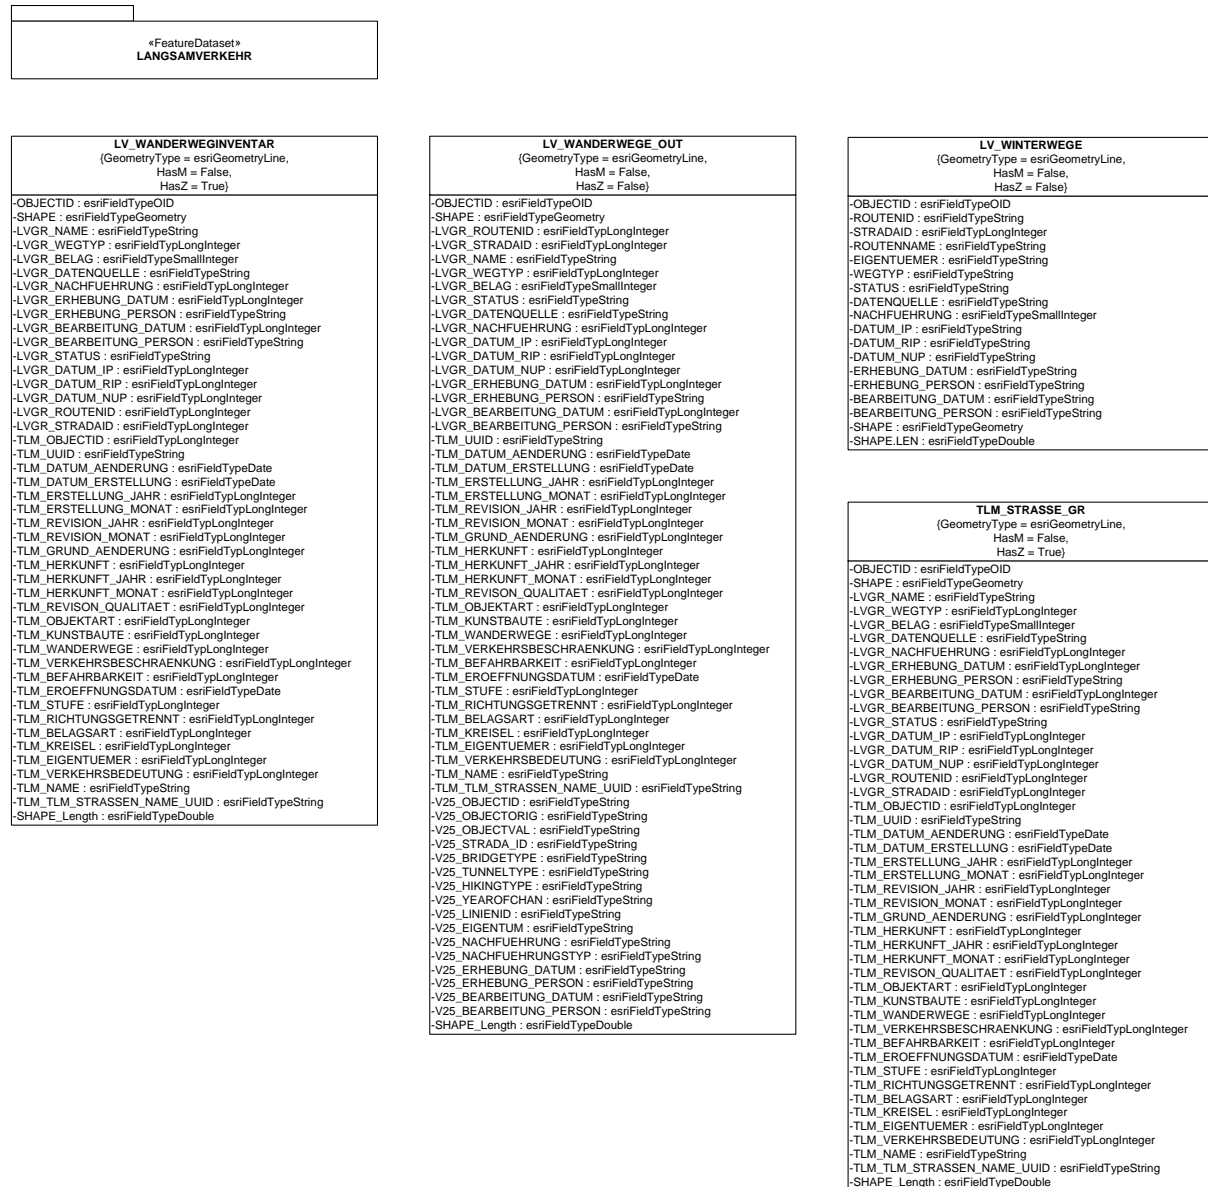 «FeatureDataset»
LANGSAMVERKEHR
LV_WANDERWEGINVENTAR
{GeometryType = esriGeometryLine,
HasM = False,
HasZ = True}
-OBJECTID : esriFieldTypeOID
-SHAPE : esriFieldTypeGeometry
-LVGR_NAME : esriFieldTypeString
-LVGR_WEGTYP : esriFieldTypLongInteger
-LVGR_BELAG : esriFieldTypeSmallInteger
-LVGR_DATENQUELLE : esriFieldTypeString
-LVGR_NACHFUEHRUNG : esriFieldTypLongInteger
-LVGR_ERHEBUNG_DATUM : esriFieldTypLongInteger
-LVGR_ERHEBUNG_PERSON : esriFieldTypeString
-LVGR_BEARBEITUNG_DATUM : esriFieldTypLongInteger
-LVGR_BEARBEITUNG_PERSON : esriFieldTypeString
-LVGR_STATUS : esriFieldTypeString
-LVGR_DATUM_IP : esriFieldTypLongInteger
-LVGR_DATUM_RIP : esriFieldTypLongInteger
-LVGR_DATUM_NUP : esriFieldTypLongInteger
-LVGR_ROUTENID : esriFieldTypLongInteger
-LVGR_STRADAID : esriFieldTypLongInteger
-TLM_OBJECTID : esriFieldTypLongInteger
-TLM_UUID : esriFieldTypeString
-TLM_DATUM_AENDERUNG : esriFieldTypeDate
-TLM_DATUM_ERSTELLUNG : esriFieldTypeDate
-TLM_ERSTELLUNG_JAHR : esriFieldTypLongInteger
-TLM_ERSTELLUNG_MONAT : esriFieldTypLongInteger
-TLM_REVISION_JAHR : esriFieldTypLongInteger
-TLM_REVISION_MONAT : esriFieldTypLongInteger
-TLM_GRUND_AENDERUNG : esriFieldTypLongInteger
-TLM_HERKUNFT : esriFieldTypLongInteger
-TLM_HERKUNFT_JAHR : esriFieldTypLongInteger
-TLM_HERKUNFT_MONAT : esriFieldTypLongInteger
-TLM_REVISON_QUALITAET : esriFieldTypLongInteger
-TLM_OBJEKTART : esriFieldTypLongInteger
-TLM_KUNSTBAUTE : esriFieldTypLongInteger
-TLM_WANDERWEGE : esriFieldTypLongInteger
-TLM_VERKEHRSBESCHRAENKUNG : esriFieldTypLongInteger
-TLM_BEFAHRBARKEIT : esriFieldTypLongInteger
-TLM_EROEFFNUNGSDATUM : esriFieldTypeDate
-TLM_STUFE : esriFieldTypLongInteger
-TLM_RICHTUNGSGETRENNT : esriFieldTypLongInteger
-TLM_BELAGSART : esriFieldTypLongInteger
-TLM_KREISEL : esriFieldTypLongInteger
-TLM_EIGENTUEMER : esriFieldTypLongInteger
-TLM_VERKEHRSBEDEUTUNG : esriFieldTypLongInteger
-TLM_NAME : esriFieldTypeString
-TLM_TLM_STRASSEN_NAME_UUID : esriFieldTypeString
-SHAPE_Length : esriFieldTypeDouble
LV_WANDERWEGE_OUT
{GeometryType = esriGeometryLine,
HasM = False,
HasZ = False}
-OBJECTID : esriFieldTypeOID
-SHAPE : esriFieldTypeGeometry
-LVGR_ROUTENID : esriFieldTypLongInteger
-LVGR_STRADAID : esriFieldTypLongInteger
-LVGR_NAME : esriFieldTypeString
-LVGR_WEGTYP : esriFieldTypLongInteger
-LVGR_BELAG : esriFieldTypeSmallInteger
-LVGR_STATUS : esriFieldTypeString
-LVGR_DATENQUELLE : esriFieldTypeString
-LVGR_NACHFUEHRUNG : esriFieldTypLongInteger
-LVGR_DATUM_IP : esriFieldTypLongInteger
-LVGR_DATUM_RIP : esriFieldTypLongInteger
-LVGR_DATUM_NUP : esriFieldTypLongInteger
-LVGR_ERHEBUNG_DATUM : esriFieldTypLongInteger
-LVGR_ERHEBUNG_PERSON : esriFieldTypeString
-LVGR_BEARBEITUNG_DATUM : esriFieldTypLongInteger
-LVGR_BEARBEITUNG_PERSON : esriFieldTypeString
-TLM_UUID : esriFieldTypeString
-TLM_DATUM_AENDERUNG : esriFieldTypeDate
-TLM_DATUM_ERSTELLUNG : esriFieldTypeDate
-TLM_ERSTELLUNG_JAHR : esriFieldTypLongInteger
-TLM_ERSTELLUNG_MONAT : esriFieldTypLongInteger
-TLM_REVISION_JAHR : esriFieldTypLongInteger
-TLM_REVISION_MONAT : esriFieldTypLongInteger
-TLM_GRUND_AENDERUNG : esriFieldTypLongInteger
-TLM_HERKUNFT : esriFieldTypLongInteger
-TLM_HERKUNFT_JAHR : esriFieldTypLongInteger
-TLM_HERKUNFT_MONAT : esriFieldTypLongInteger
-TLM_REVISON_QUALITAET : esriFieldTypLongInteger
-TLM_OBJEKTART : esriFieldTypLongInteger
-TLM_KUNSTBAUTE : esriFieldTypLongInteger
-TLM_WANDERWEGE : esriFieldTypLongInteger
-TLM_VERKEHRSBESCHRAENKUNG : esriFieldTypLongInteger
-TLM_BEFAHRBARKEIT : esriFieldTypLongInteger
-TLM_EROEFFNUNGSDATUM : esriFieldTypeDate
-TLM_STUFE : esriFieldTypLongInteger
-TLM_RICHTUNGSGETRENNT : esriFieldTypLongInteger
-TLM_BELAGSART : esriFieldTypLongInteger
-TLM_KREISEL : esriFieldTypLongInteger
-TLM_EIGENTUEMER : esriFieldTypLongInteger
-TLM_VERKEHRSBEDEUTUNG : esriFieldTypLongInteger
-TLM_NAME : esriFieldTypeString
-TLM_TLM_STRASSEN_NAME_UUID : esriFieldTypeString
-V25_OBJECTID : esriFieldTypeString
-V25_OBJECTORIG : esriFieldTypeString
-V25_OBJECTVAL : esriFieldTypeString
-V25_STRADA_ID : esriFieldTypeString
-V25_BRIDGETYPE : esriFieldTypeString
-V25_TUNNELTYPE : esriFieldTypeString
-V25_HIKINGTYPE : esriFieldTypeString
-V25_YEAROFCHAN : esriFieldTypeString
-V25_LINIENID : esriFieldTypeString
-V25_EIGENTUM : esriFieldTypeString
-V25_NACHFUEHRUNG : esriFieldTypeString
-V25_NACHFUEHRUNGSTYP : esriFieldTypeString
-V25_ERHEBUNG_DATUM : esriFieldTypeString
-V25_ERHEBUNG_PERSON : esriFieldTypeString
-V25_BEARBEITUNG_DATUM : esriFieldTypeString
-V25_BEARBEITUNG_PERSON : esriFieldTypeString
-SHAPE_Length : esriFieldTypeDouble
LV_WINTERWEGE
{GeometryType = esriGeometryLine,
HasM = False,
HasZ = False}
-OBJECTID : esriFieldTypeOID
-ROUTENID : esriFieldTypeString
-STRADAID : esriFieldTypLongInteger
-ROUTENNAME : esriFieldTypeString
-EIGENTUEMER : esriFieldTypeString
-WEGTYP : esriFieldTypeString
-STATUS : esriFieldTypeString
-DATENQUELLE : esriFieldTypeString
-NACHFUEHRUNG : esriFieldTypeSmallInteger
-DATUM_IP : esriFieldTypeString
-DATUM_RIP : esriFieldTypeString
-DATUM_NUP : esriFieldTypeString
-ERHEBUNG_DATUM : esriFieldTypeString
-ERHEBUNG_PERSON : esriFieldTypeString
-BEARBEITUNG_DATUM : esriFieldTypeString
-BEARBEITUNG_PERSON : esriFieldTypeString
-SHAPE : esriFieldTypeGeometry
-SHAPE.LEN : esriFieldTypeDouble
TLM_STRASSE_GR
{GeometryType = esriGeometryLine,
HasM = False,
HasZ = True}
-OBJECTID : esriFieldTypeOID
-SHAPE : esriFieldTypeGeometry
-LVGR_NAME : esriFieldTypeString
-LVGR_WEGTYP : esriFieldTypLongInteger
-LVGR_BELAG : esriFieldTypeSmallInteger
-LVGR_DATENQUELLE : esriFieldTypeString
-LVGR_NACHFUEHRUNG : esriFieldTypLongInteger
-LVGR_ERHEBUNG_DATUM : esriFieldTypLongInteger
-LVGR_ERHEBUNG_PERSON : esriFieldTypeString
-LVGR_BEARBEITUNG_DATUM : esriFieldTypLongInteger
-LVGR_BEARBEITUNG_PERSON : esriFieldTypeString
-LVGR_STATUS : esriFieldTypeString
-LVGR_DATUM_IP : esriFieldTypLongInteger
-LVGR_DATUM_RIP : esriFieldTypLongInteger
-LVGR_DATUM_NUP : esriFieldTypLongInteger
-LVGR_ROUTENID : esriFieldTypLongInteger
-LVGR_STRADAID : esriFieldTypLongInteger
-TLM_OBJECTID : esriFieldTypLongInteger
-TLM_UUID : esriFieldTypeString
-TLM_DATUM_AENDERUNG : esriFieldTypeDate
-TLM_DATUM_ERSTELLUNG : esriFieldTypeDate
-TLM_ERSTELLUNG_JAHR : esriFieldTypLongInteger
-TLM_ERSTELLUNG_MONAT : esriFieldTypLongInteger
-TLM_REVISION_JAHR : esriFieldTypLongInteger
-TLM_REVISION_MONAT : esriFieldTypLongInteger
-TLM_GRUND_AENDERUNG : esriFieldTypLongInteger
-TLM_HERKUNFT : esriFieldTypLongInteger
-TLM_HERKUNFT_JAHR : esriFieldTypLongInteger
-TLM_HERKUNFT_MONAT : esriFieldTypLongInteger
-TLM_REVISON_QUALITAET : esriFieldTypLongInteger
-TLM_OBJEKTART : esriFieldTypLongInteger
-TLM_KUNSTBAUTE : esriFieldTypLongInteger
-TLM_WANDERWEGE : esriFieldTypLongInteger
-TLM_VERKEHRSBESCHRAENKUNG : esriFieldTypLongInteger
-TLM_BEFAHRBARKEIT : esriFieldTypLongInteger
-TLM_EROEFFNUNGSDATUM : esriFieldTypeDate
-TLM_STUFE : esriFieldTypLongInteger
-TLM_RICHTUNGSGETRENNT : esriFieldTypLongInteger
-TLM_BELAGSART : esriFieldTypLongInteger
-TLM_KREISEL : esriFieldTypLongInteger
-TLM_EIGENTUEMER : esriFieldTypLongInteger
-TLM_VERKEHRSBEDEUTUNG : esriFieldTypLongInteger
-TLM_NAME : esriFieldTypeString
-TLM_TLM_STRASSEN_NAME_UUID : esriFieldTypeString
-SHAPE_Length : esriFieldTypeDouble